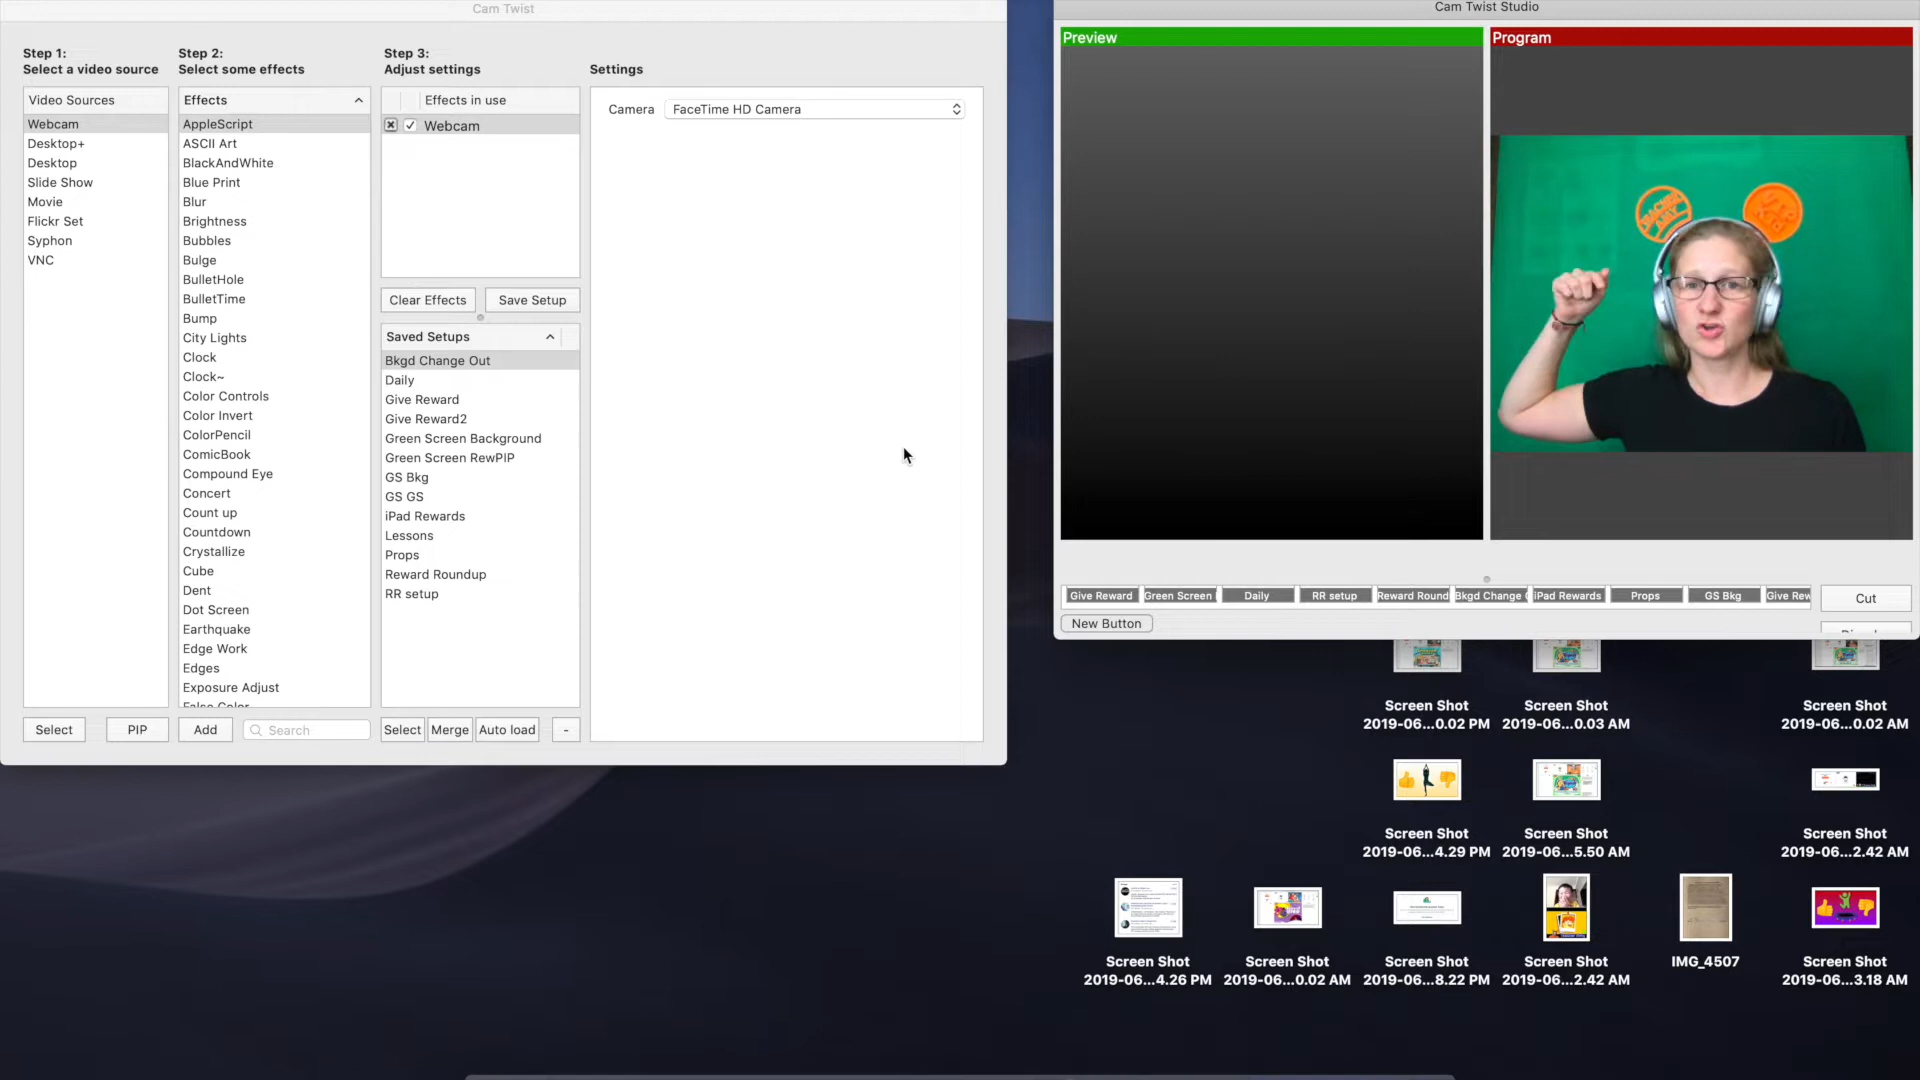 Cam Twist
Step 1:
Select a video source
Step 2:
Select some effects
Step 3:
Adjust settings
Settings
Video Sources
Webcam
Desktop+
Desktop
Slide Show
Movie
Flickr Set
Syphon
VNC
Select
PIP
Effects
AppleScript
ASCII Art
BlackAndWhite
Blue Print
Blur
Brightness
Bubbles
Bulge
BulletHole
BulletTime
Bump
City Lights
Clock
Clock~
Color Controls
Color Invert
ColorPencil
ComicBook
Compound Eye
Concert
Count up
Countdown
Crystallize
Cube
Dent
Dot Screen
Earthquake
Edge Work
Edges
Exposure Adjust
False Color
Add
Search
Effects in use
Webcam
Clear Effects
Save Setup
Saved Setups
Bkgd Change Out
Daily
Give Reward
Give Reward2
Green Screen Background
Green Screen RewPIP
GS Bkg
GS GS
iPad Rewards
Lessons
Props
Reward Roundup
RR setup
Select
Merge
Auto load
-
Camera
FaceTime HD Camera
Cam Twist Studio
Preview
Program
TEACHER
AMY
VIP
KID
Give Reward
Green Screen
Daily
RR setup
Reward Round
Bkgd Change
iPad Rewards
Props
GS Bkg
Give Rew
Cut
New Button
Screen Shot
2019-06...0.02 PM
Screen Shot
2019-06...0.03 AM
Screen Shot
2019-06...0.02 AM
Screen Shot
2019-06...4.29 PM
Screen Shot
2019-06...5.50 AM
Screen Shot
2019-06...2.42 AM
Screen Shot
2019-06...4.26 PM
Screen Shot
2019-06...0.02 AM
Screen Shot
2019-06...8.22 PM
Screen Shot
2019-06...2.42 AM
IMG_4507
Screen Shot
2019-06...3.18 AM